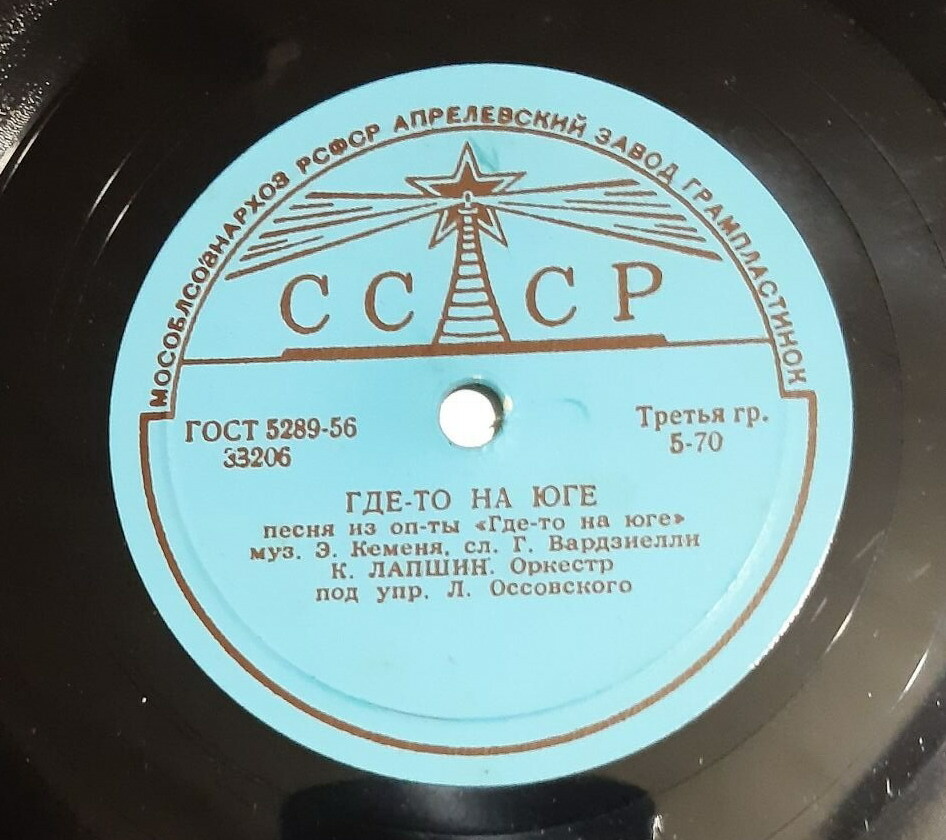 МОСОБЛСОВНАРХОЗ РСФСР АПРЕЛЕВСКИЙ ЗАВОД ГРАМПЛАСТИНОК
СССР
ГОСТ 5289-56
33206
Третья гр.
5-70
ГДЕ-ТО НА ЮГЕ
песня из оп-ты «Где-то на юге»
муз. Э. Кеменя, сл. Г. Вардзиелли
К. ЛАПШИН. Оркестр
под упр. Л. Оссовского